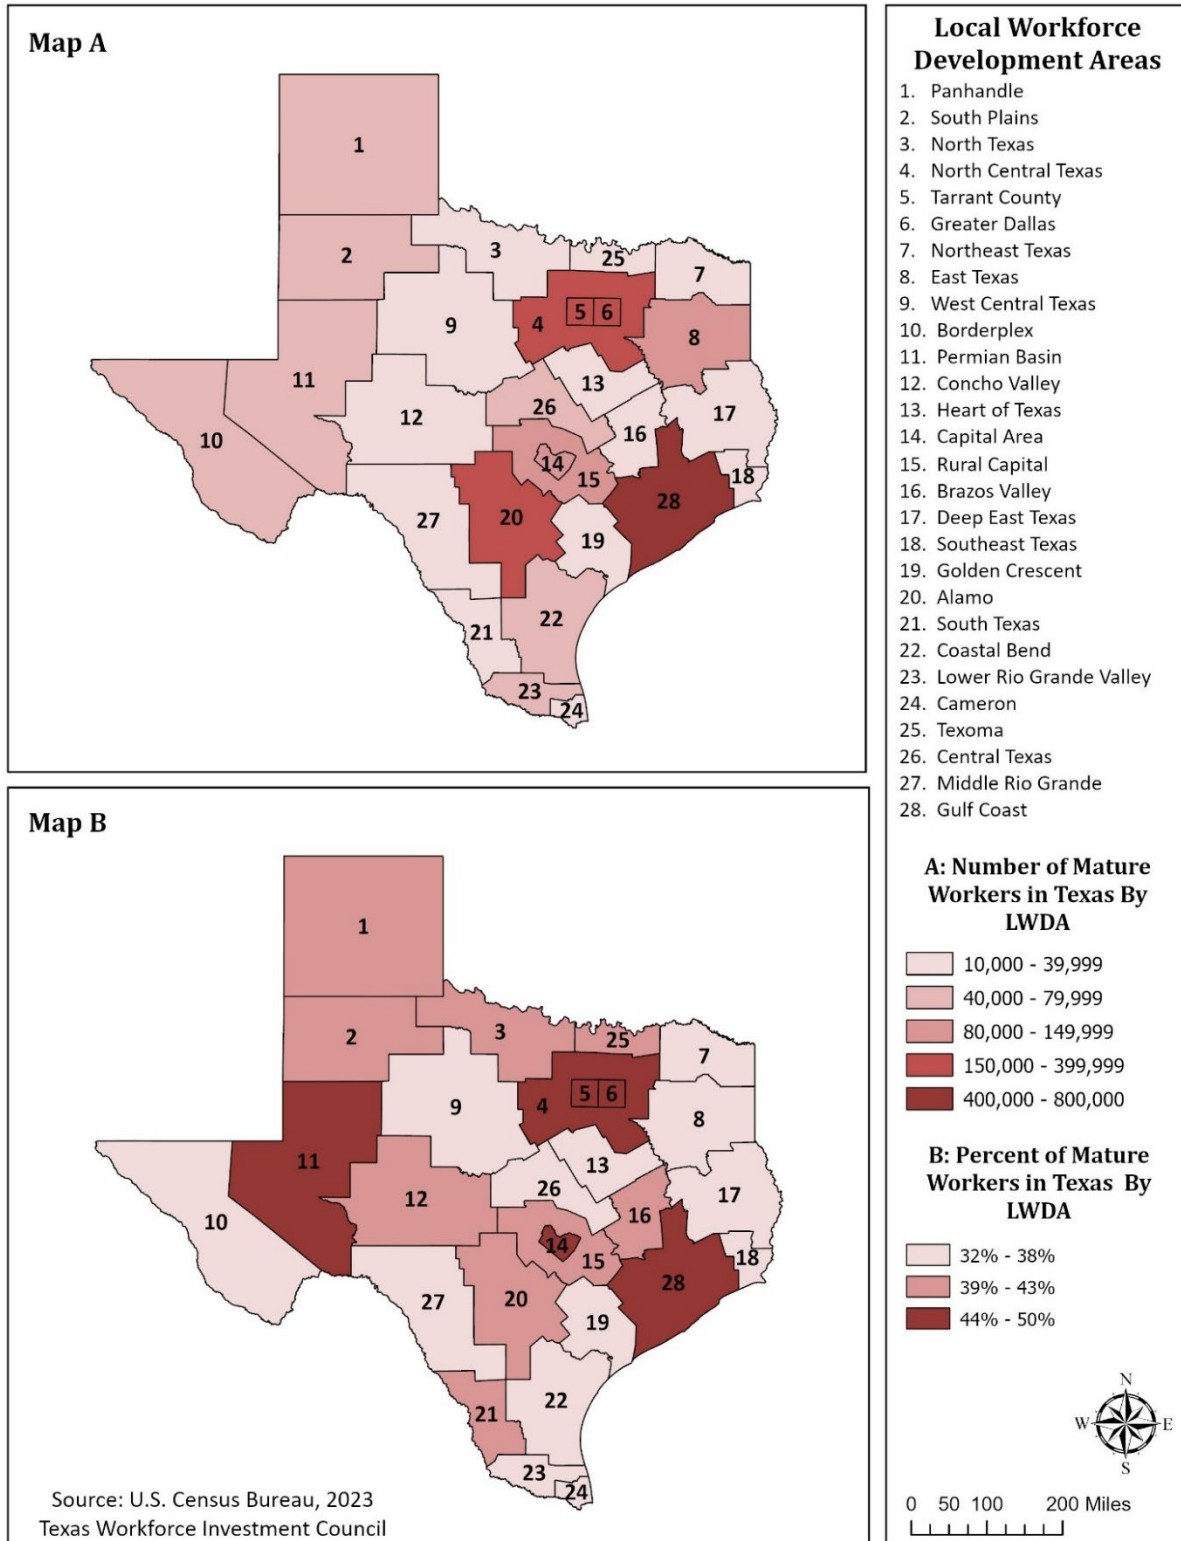 Map A
1
2
3
25
7
9
4
5
6
8
11
13
10
12
26
17
16
14
15
18
28
20
27
19
22
21
23
24
Map B
1
2
3
25
7
4
5
6
9
8
11
13
12
26
17
10
16
14
15
18
28
20
27
19
22
21
23
24
Source: U.S. Census Bureau, 2023
Texas Workforce Investment Council
Local Workforce
Development Areas
1. Panhandle
2. South Plains
3. North Texas
4. North Central Texas
5. Tarrant County
6. Greater Dallas
7. Northeast Texas
8. East Texas
9. West Central Texas
10. Borderplex
11. Permian Basin
12. Concho Valley
13. Heart of Texas
14. Capital Area
15. Rural Capital
16. Brazos Valley
17. Deep East Texas
18. Southeast Texas
19. Golden Crescent
20. Alamo
21. South Texas
22. Coastal Bend
23. Lower Rio Grande Valley
24. Cameron
25. Texoma
26. Central Texas
27. Middle Rio Grande
28. Gulf Coast
A: Number of Mature
Workers in Texas By
LWDA
10,000 - 39,999
40,000 - 79,999
80,000 - 149,999
150,000 - 399,999
400,000 - 800,000
B: Percent of Mature
Workers in Texas By
LWDA
32% - 38%
39% - 43%
44% - 50%
N
W E
S
0 50 100 200 Miles